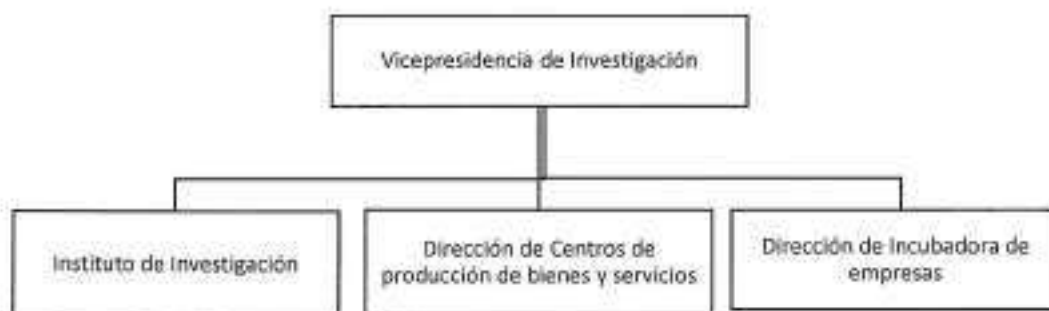 Vicepresidencia de Investigación
Instituto de Investigación
Dirección de Centros de
producción de bienes y servicios
Dirección de Incubadora de
empresas